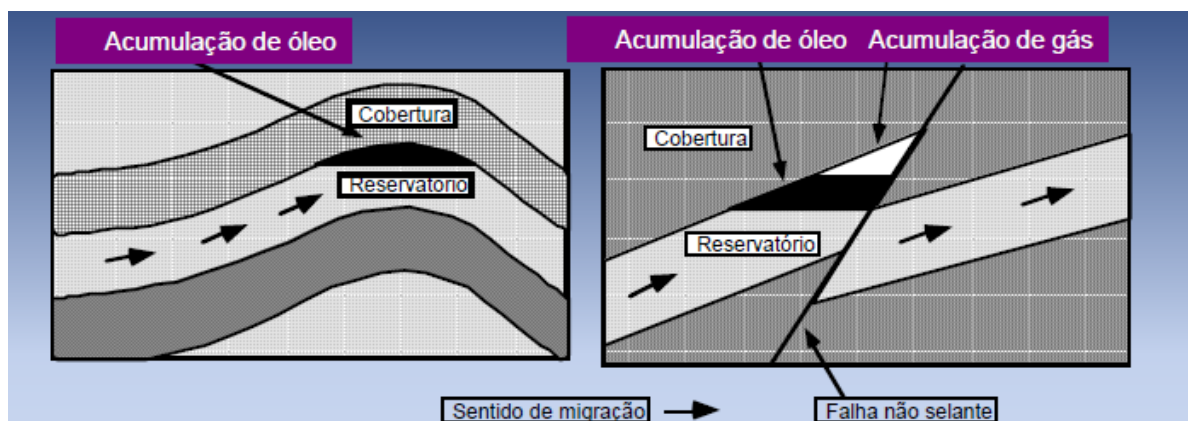 Acumulação de óleo
Cobertura
Reservatório
Acumulação de óleo
Acumulação de gás
Cobertura
Reservatório
Sentido de migração
Falha não selante